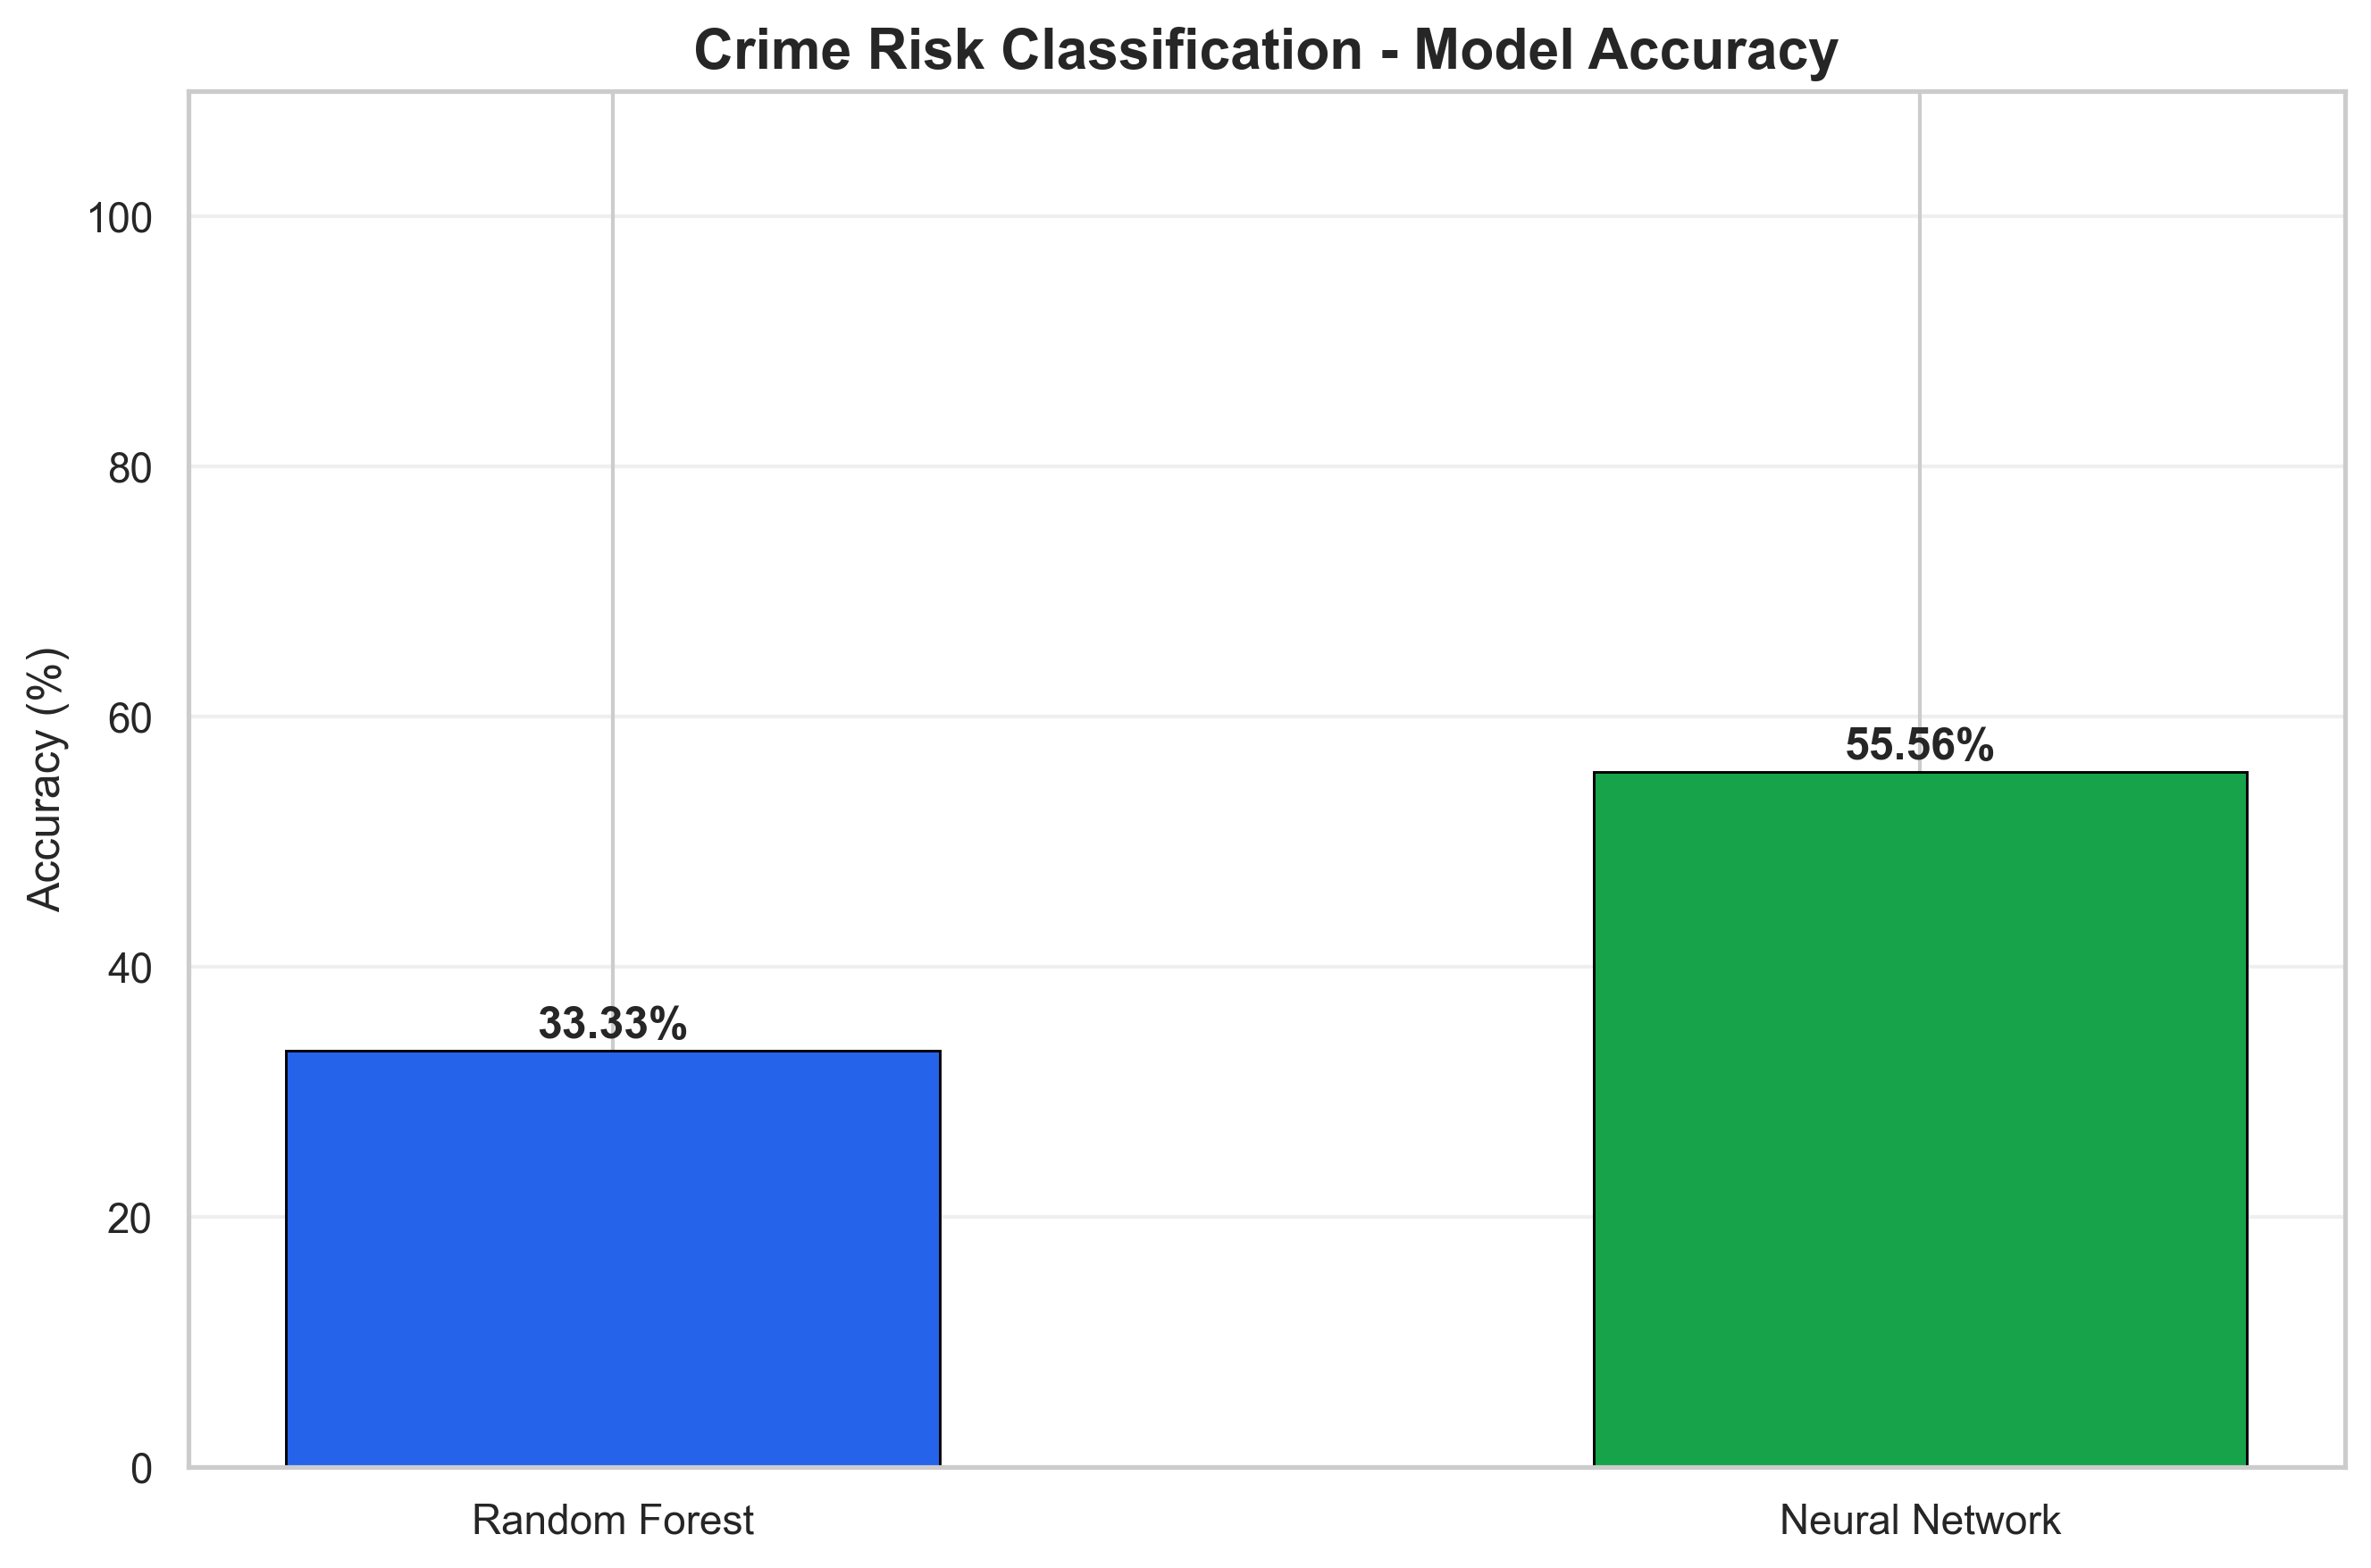 Crime Risk Classification - Model Accuracy
Accuracy (%)
100
80
60
40
20
0
33.33%
55.56%
Random Forest
Neural Network